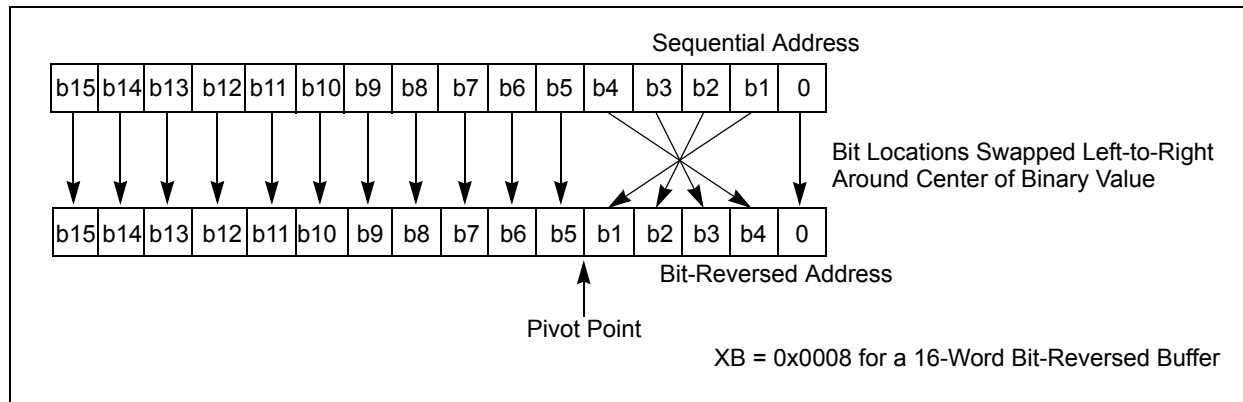 Sequential Address
b15 b14 b13 b12 b11 b10 b9 b8 b7 b6 b5 b4 b3 b2 b1 0
Bit Locations Swapped Left-to-Right
Around Center of Binary Value
b15 b14 b13 b12 b11 b10 b9 b8 b7 b6 b5 b1 b2 b3 b4 0
Bit-Reversed Address
Pivot Point
XB = 0x0008 for a 16-Word Bit-Reversed Buffer